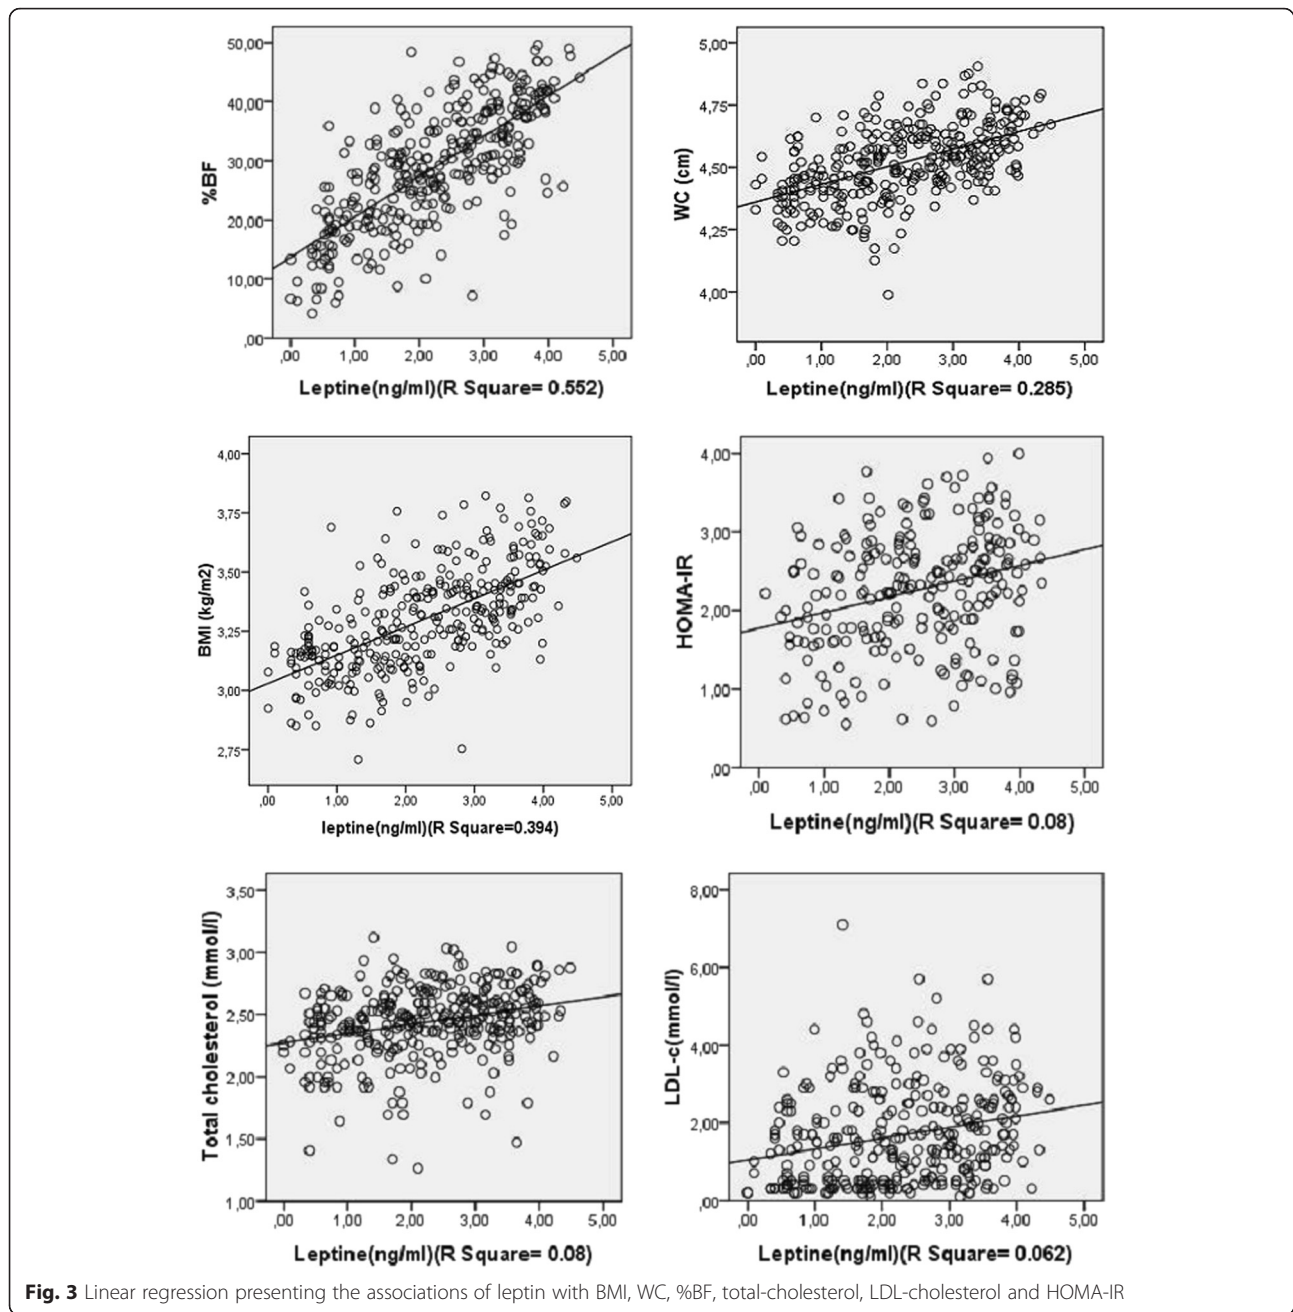 50,00
40,00
30,00
20,00
10,00
,00
%BF
,00 1,00 2,00 3,00 4,00 5,00
Leptine(ng/ml)(R Square= 0.552)
5,00
4,75
4,50
4,25
4,00
WC (cm)
,00 1,00 2,00 3,00 4,00 5,00
Leptine(ng/ml)(R Square= 0.285)
4,00
3,75
3,50
3,25
3,00
2,75
BMI (kg/m2)
,00 1,00 2,00 3,00 4,00 5,00
leptine(ng/ml)(R Square=0.394)
4,00
3,00
2,00
1,00
,00
HOMA-IR
,00 1,00 2,00 3,00 4,00 5,00
Leptine(ng/ml)(R Square= 0.08)
3,50
3,00
2,50
2,00
1,50
1,00
Total cholesterol (mmol/l)
,00 1,00 2,00 3,00 4,00 5,00
Leptine(ng/ml)(R Square= 0.08)
8,00
6,00
4,00
2,00
,00
LDL-c(mmol/l)
,00 1,00 2,00 3,00 4,00 5,00
Leptine(ng/ml)(R Square= 0.062)
Fig. 3 Linear regression presenting the associations of leptin with BMI, WC, %BF, total-cholesterol, LDL-cholesterol and HOMA-IR